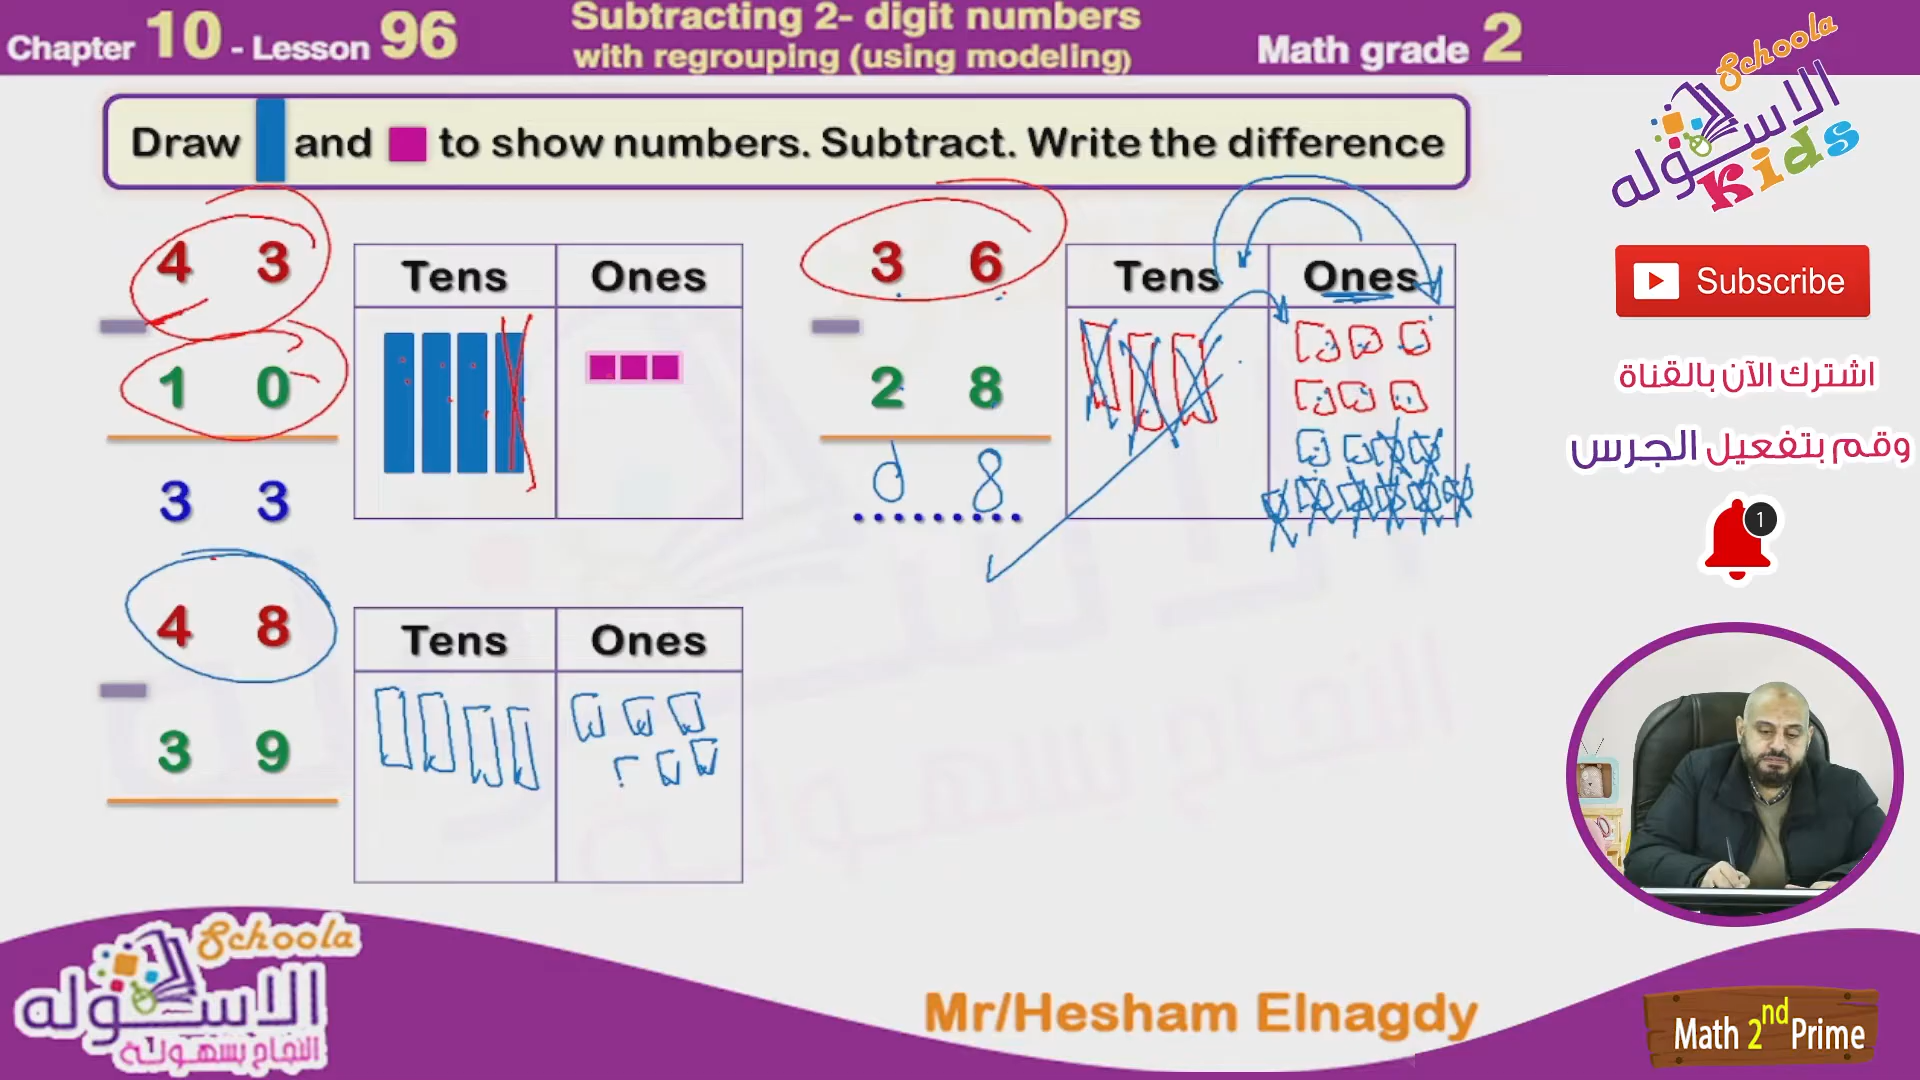 Chapter 10 - Lesson 96
Subtracting 2- digit numbers
with regrouping (using modeling)
Math grade 2
Schoola
الاسكوله
Kids
Draw and to show numbers. Subtract. Write the difference
4 3
1 0
3 3
Tens Ones
3 6
2 8
0 8
Tens Ones
4 8
3 9
Tens Ones
Subscribe
اشترك الآن بالقناة
وقم بتفعيل الجرس
1
Schoola
الاسكوله
النجاح بسهولة
Mr/Hesham Elnagdy
Math 2nd Prime